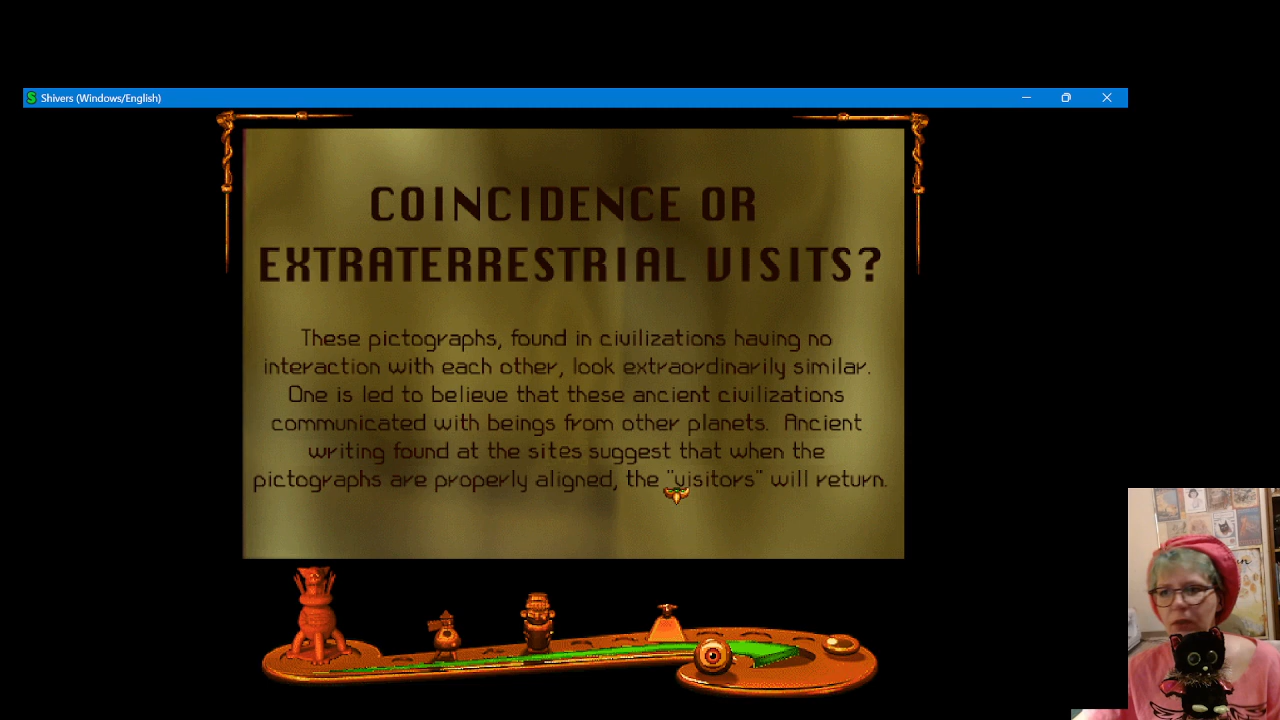 Shivers (Windows/English)
COINCIDENCE OR
EXTRATERRESTRIAL VISITS?
These pictographs, found in civilizations having no
interaction with each other, look extraordinarily similar.
One is led to believe that these ancient civilizations
communicated with beings from other planets. Ancient
writing found at the sites suggest that when the
pictographs are properly aligned, the "visitors" will return.